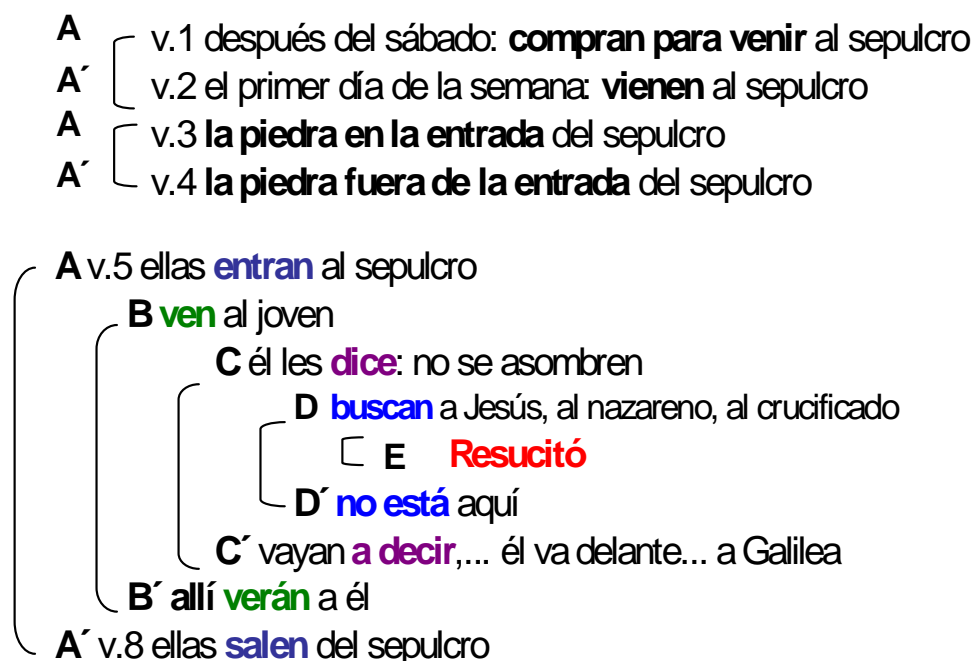 A v.1 después del sábado: compran para venir al sepulcro
A´ v.2 el primer día de la semana: vienen al sepulcro
A v.3 la piedra en la entrada del sepulcro
A´ v.4 la piedra fuera de la entrada del sepulcro
A v.5 ellas entran al sepulcro
B ven al joven
C él les dice: no se asombren
D buscan a Jesús, al nazareno, al crucificado
E Resucitó
D´ no está aquí
C´ vayan a decir,... él va delante... a Galilea
B´ allí verán a él
A´ v.8 ellas salen del sepulcro